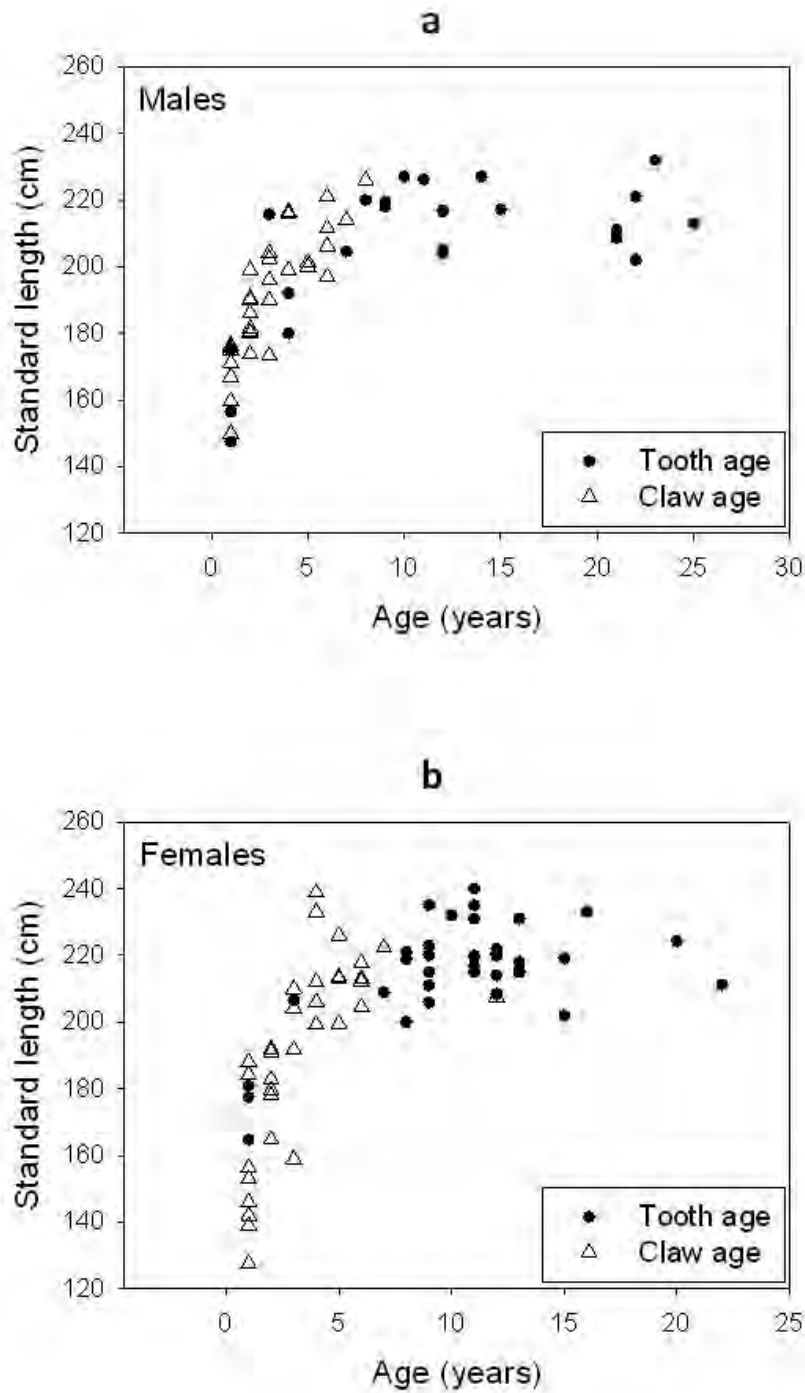 a
260
240
220
200
180
160
140
120
Standard length (cm)
Males
Tooth age
Claw age
0 5 10 15 20 25 30
Age (years)
b
260
240
220
200
180
160
140
120
Standard length (cm)
Females
Tooth age
Claw age
0 5 10 15 20 25
Age (years)